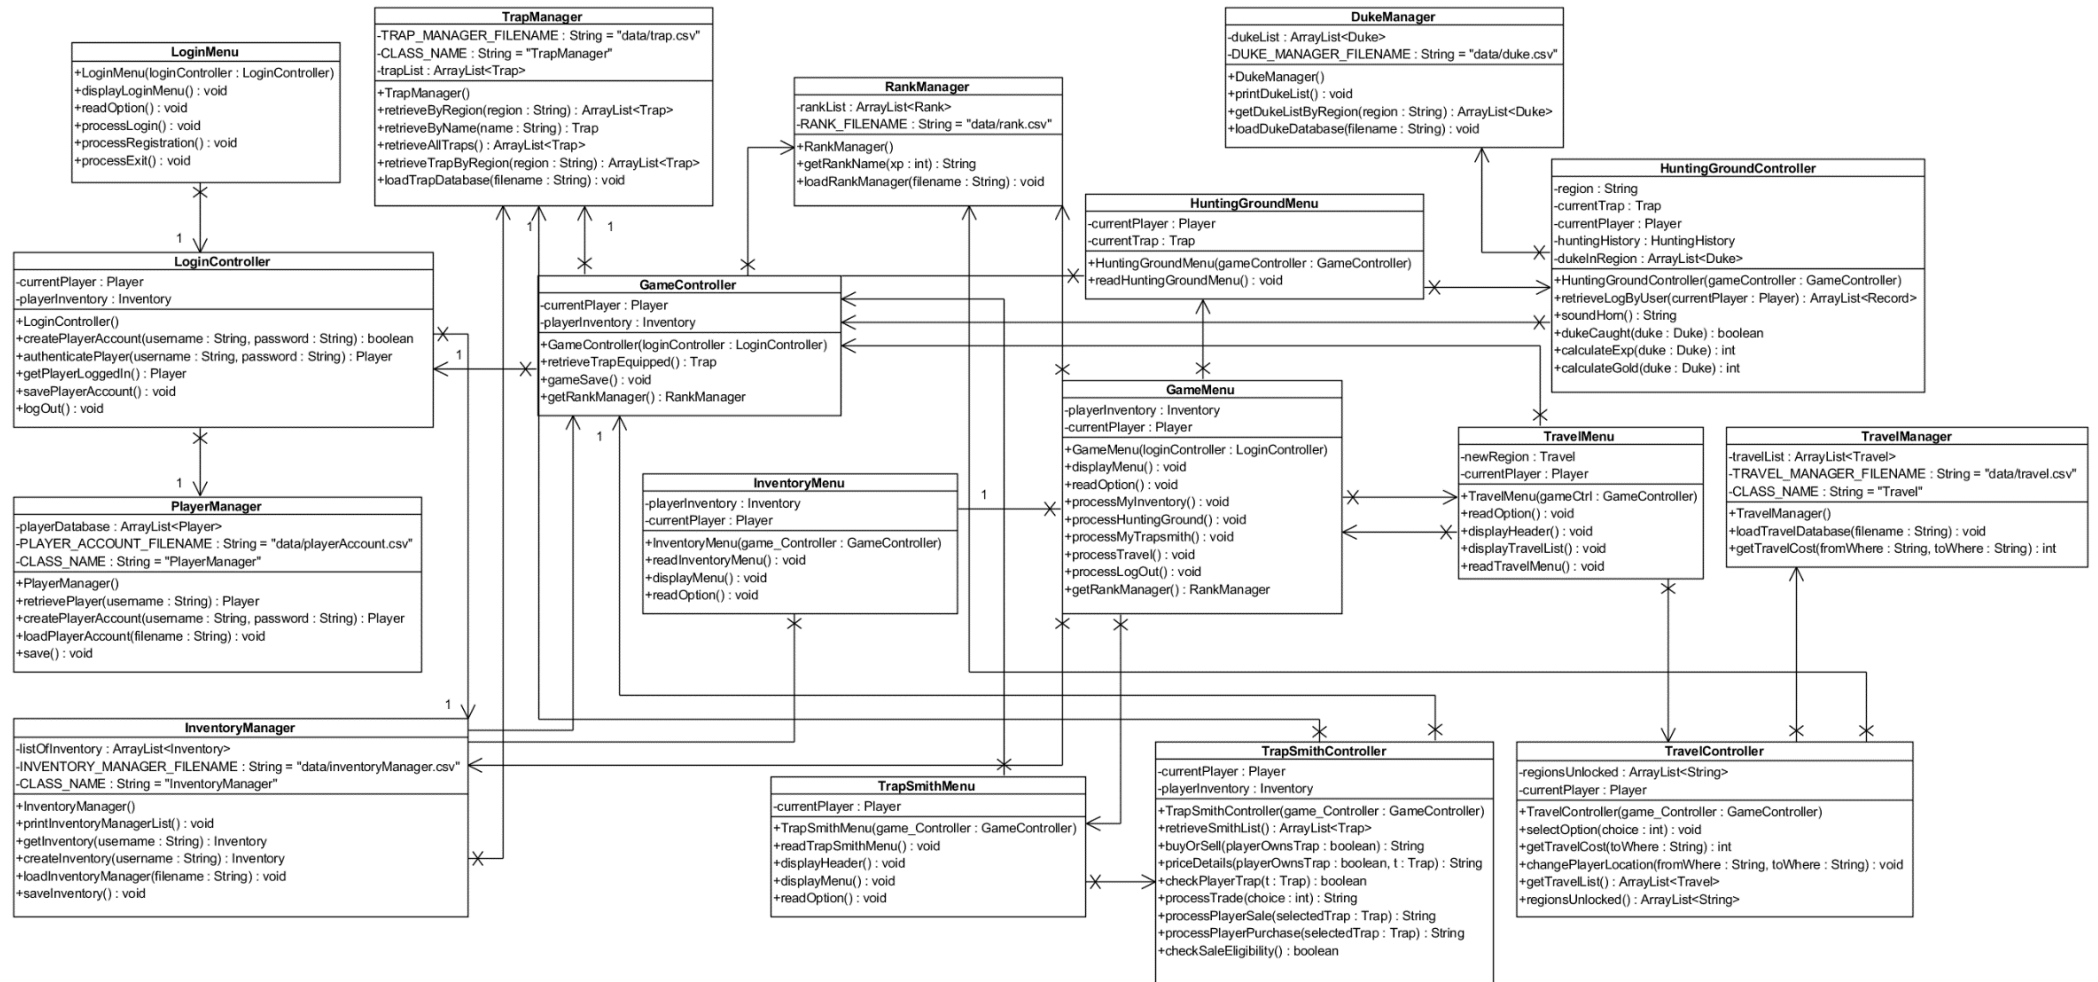 LoginMenu
+LoginMenu(loginController : LoginController)
+displayLoginMenu() : void
+readOption() : void
+processLogin() : void
+processRegistration() : void
+processExit() : void
TrapManager
-TRAP_MANAGER_FILENAME : String = "data/trap.csv"
-CLASS_NAME : String = "TrapManager"
-trapList : ArrayList<Trap>
+TrapManager()
+retrieveByRegion(region : String) : ArrayList<Trap>
+retrieveByName(name : String) : Trap
+retrieveAllTraps() : ArrayList<Trap>
+retrieveTrapByRegion(region : String) : ArrayList<Trap>
+loadTrapDatabase(filename : String) : void
RankManager
-rankList : ArrayList<Rank>
-RANK_FILENAME : String = "data/rank.csv"
+RankManager()
+getRankName(xp : int) : String
+loadRankManager(filename : String) : void
DukeManager
-dukeList : ArrayList<Duke>
-DUKE_MANAGER_FILENAME : String = "data/duke.csv"
+DukeManager()
+printDukeList() : void
+getDukeListByRegion(region : String) : ArrayList<Duke>
+loadDukeDatabase(filename : String) : void
HuntingGroundMenu
-currentPlayer : Player
-currentTrap : Trap
+HuntingGroundMenu(gameController : GameController)
+readHuntingGroundMenu() : void
HuntingGroundController
-region : String
-currentTrap : Trap
-currentPlayer : Player
-huntingHistory : HuntingHistory
-dukeInRegion : ArrayList<Duke>
+HuntingGroundController(gameController : GameController)
+retrieveLogByUser(currentPlayer : Player) : ArrayList<Record>
+soundHorn() : String
+dukeCaught(duke : Duke) : boolean
+calculateExp(duke : Duke) : int
+calculateGold(duke : Duke) : int
1
1
1
LoginController
-currentPlayer : Player
-playerInventory : Inventory
+LoginController()
+createPlayerAccount(username : String, password : String) : boolean
+authenticatePlayer(username : String, password : String) : Player
+getPlayerLoggedIn() : Player
+savePlayerAccount() : void
+logOut() : void
1
GameController
-currentPlayer : Player
-playerInventory : Inventory
+GameController(loginController : LoginController)
+retrieveTrapEquipped() : Trap
+gameSave() : void
+getRankManager() : RankManager
1
GameMenu
-playerInventory : Inventory
-currentPlayer : Player
+GameMenu(loginController : LoginController)
+displayMenu() : void
+readOption() : void
+processMyInventory() : void
+processHuntingGround() : void
+processMyTrapsmith() : void
+processTravel() : void
+processLogOut() : void
+getRankManager() : RankManager
TravelMenu
-newRegion : Travel
-currentPlayer : Player
+TravelMenu(gameCtrl : GameController)
+readOption() : void
+displayHeader() : void
+displayTravelList() : void
+readTravelMenu() : void
TravelManager
-travelList : ArrayList<Travel>
-TRAVEL_MANAGER_FILENAME : String = "data/travel.csv"
-CLASS_NAME : String = "Travel"
+TravelManager()
+loadTravelDatabase(filename : String) : void
+getTravelCost(fromWhere : String, toWhere : String) : int
1
PlayerManager
-playerDatabase : ArrayList<Player>
-PLAYER_ACCOUNT_FILENAME : String = "data/playerAccount.csv"
-CLASS_NAME : String = "PlayerManager"
+PlayerManager()
+retrievePlayer(username : String) : Player
+createPlayerAccount(username : String, password : String) : Player
+loadPlayerAccount(filename : String) : void
+save() : void
InventoryMenu
-playerInventory : Inventory
-currentPlayer : Player
+InventoryMenu(game_Controller : GameController)
+readInventoryMenu() : void
+displayMenu() : void
+readOption() : void
1
1
InventoryManager
-listOfInventory : ArrayList<Inventory>
-INVENTORY_MANAGER_FILENAME : String = "data/inventoryManager.csv"
-CLASS_NAME : String = "InventoryManager"
+InventoryManager()
+printInventoryManagerList() : void
+getInventory(username : String) : Inventory
+createInventory(username : String) : Inventory
+loadInventoryManager(filename : String) : void
+saveInventory() : void
TrapSmithMenu
-currentPlayer : Player
+TrapSmithMenu(game_Controller : GameController)
+readTrapSmithMenu() : void
+displayHeader() : void
+displayMenu() : void
+readOption() : void
TrapSmithController
-currentPlayer : Player
-playerInventory : Inventory
+TrapSmithController(game_Controller : GameController)
+retrieveSmithList() : ArrayList<Trap>
+buyOrSell(playerOwnsTrap : boolean) : String
+priceDetails(playerOwnsTrap : boolean, t : Trap) : String
+checkPlayerTrap(t : Trap) : boolean
+processTrade(choice : int) : String
+processPlayerSale(selectedTrap : Trap) : String
+processPlayerPurchase(selectedTrap : Trap) : String
+checkSaleEligibility() : boolean
TravelController
-regionsUnlocked : ArrayList<String>
-currentPlayer : Player
+TravelController(game_Controller : GameController)
+selectOption(choice : int) : void
+getTravelCost(toWhere : String) : int
+changePlayerLocation(fromWhere : String, toWhere : String) : void
+getTravelList() : ArrayList<Travel>
+regionsUnlocked() : ArrayList<String>